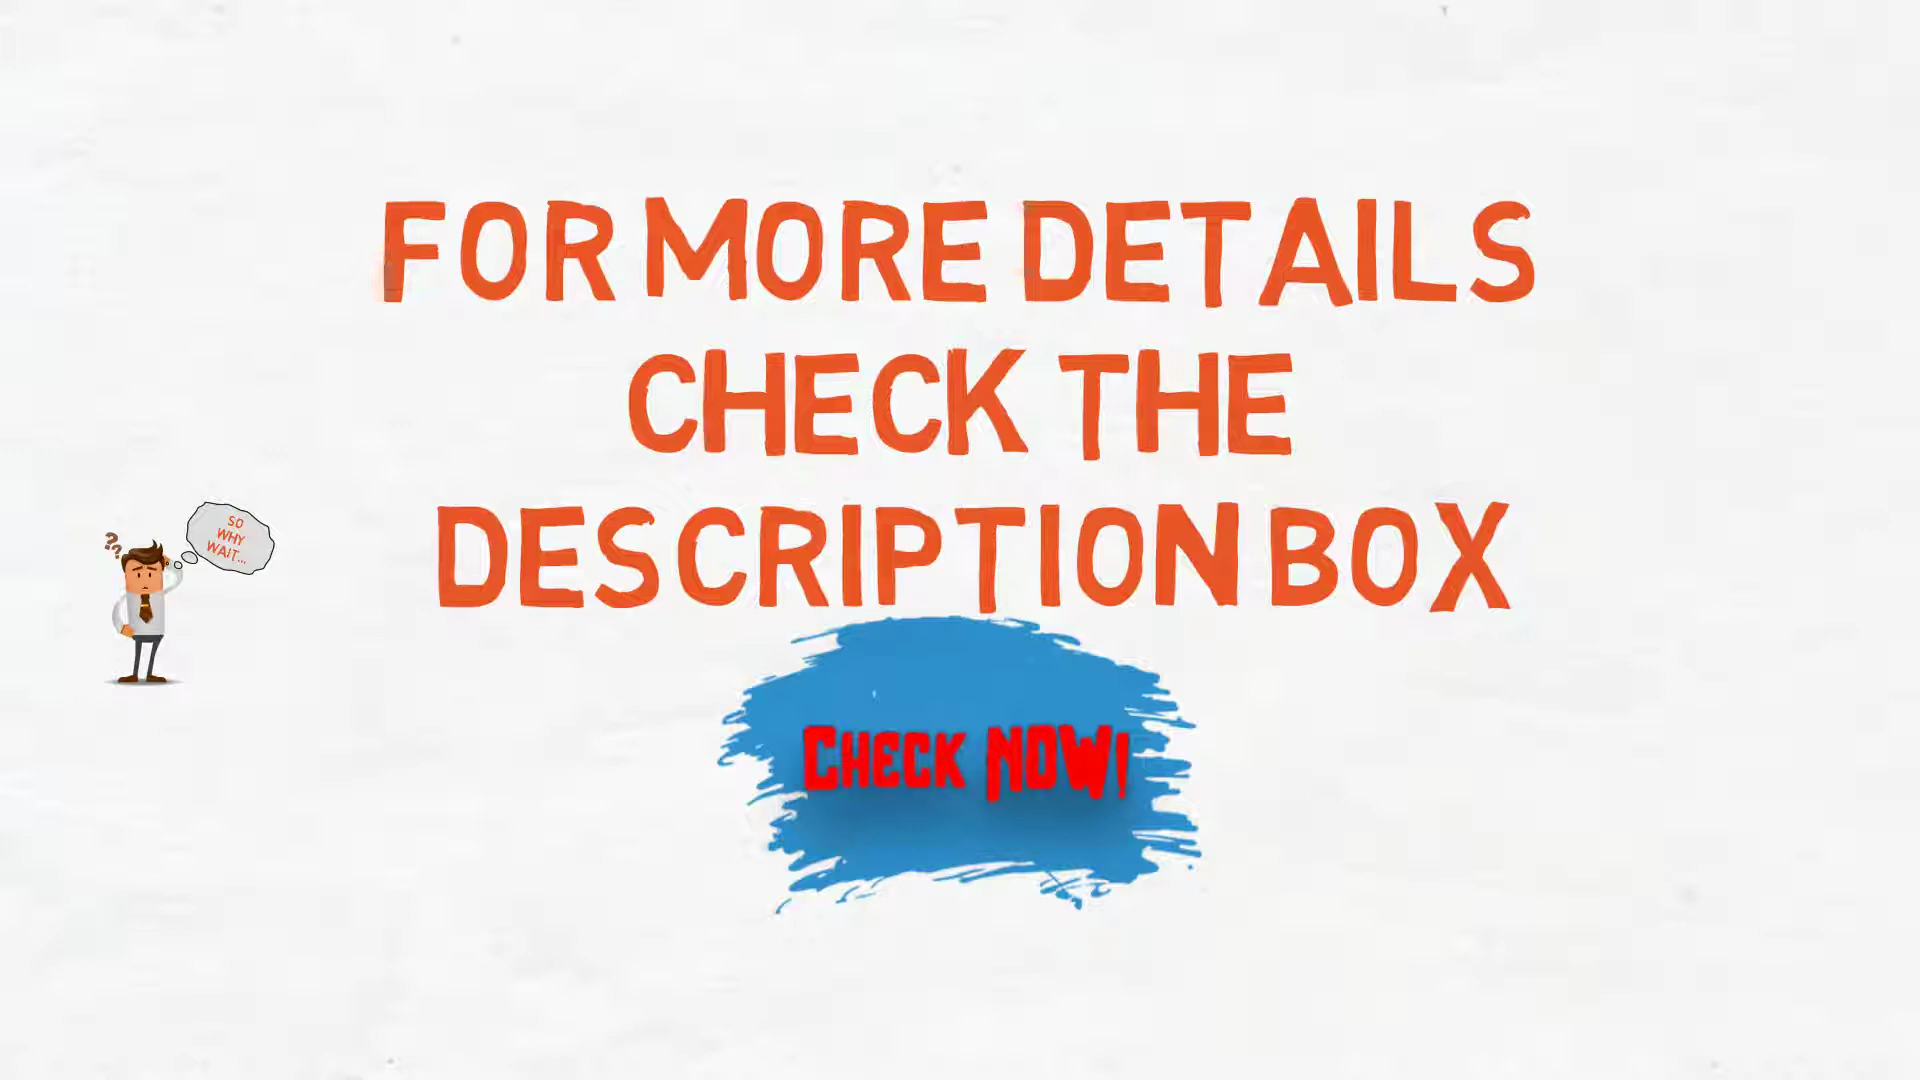 FOR MORE DETAILS
CHECK THE
DESCRIPTION BOX
??
SO
WHY
WAIT...
CHECK NOW!